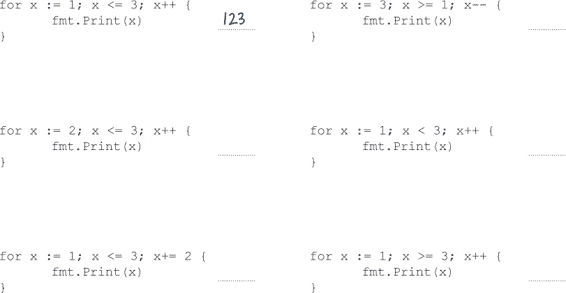 for x := 1; x <= 3; x++ {
fmt.Print(x)
}
123
for x := 3; x >= 1; x-- {
fmt.Print(x)
}
for x := 2; x <= 3; x++ {
fmt.Print(x)
}
for x := 1; x < 3; x++ {
fmt.Print(x)
}
for x := 1; x <= 3; x+= 2 {
fmt.Print(x)
}
for x := 1; x >= 3; x++ {
fmt.Print(x)
}